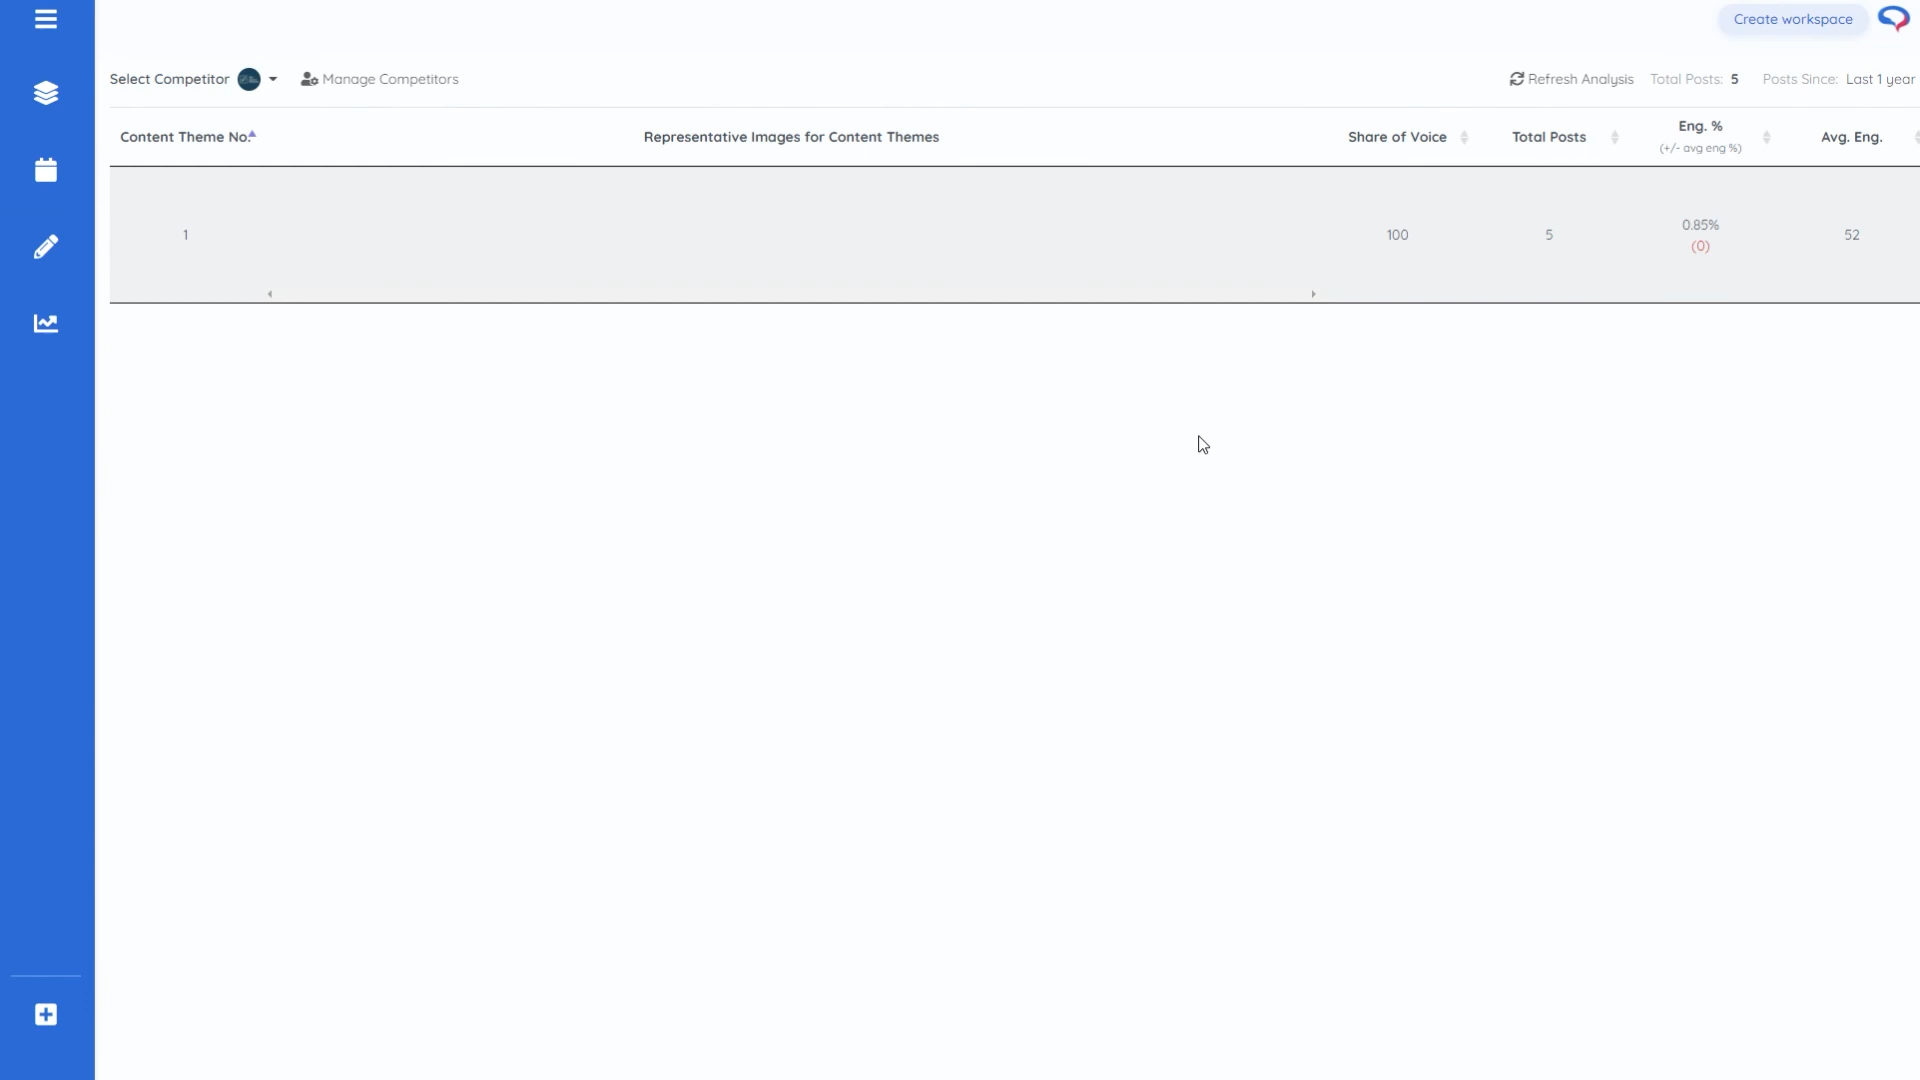 Create workspace
Select Competitor
Manage Competitors
Refresh Analysis Total Posts: 5 Posts Since: Last 1 year
Content Theme No. Representative Images for Content Themes Share of Voice Total Posts Eng. % Avg. Eng.
(+/- avg eng %)
1 100 5 0.85% 52
(0)